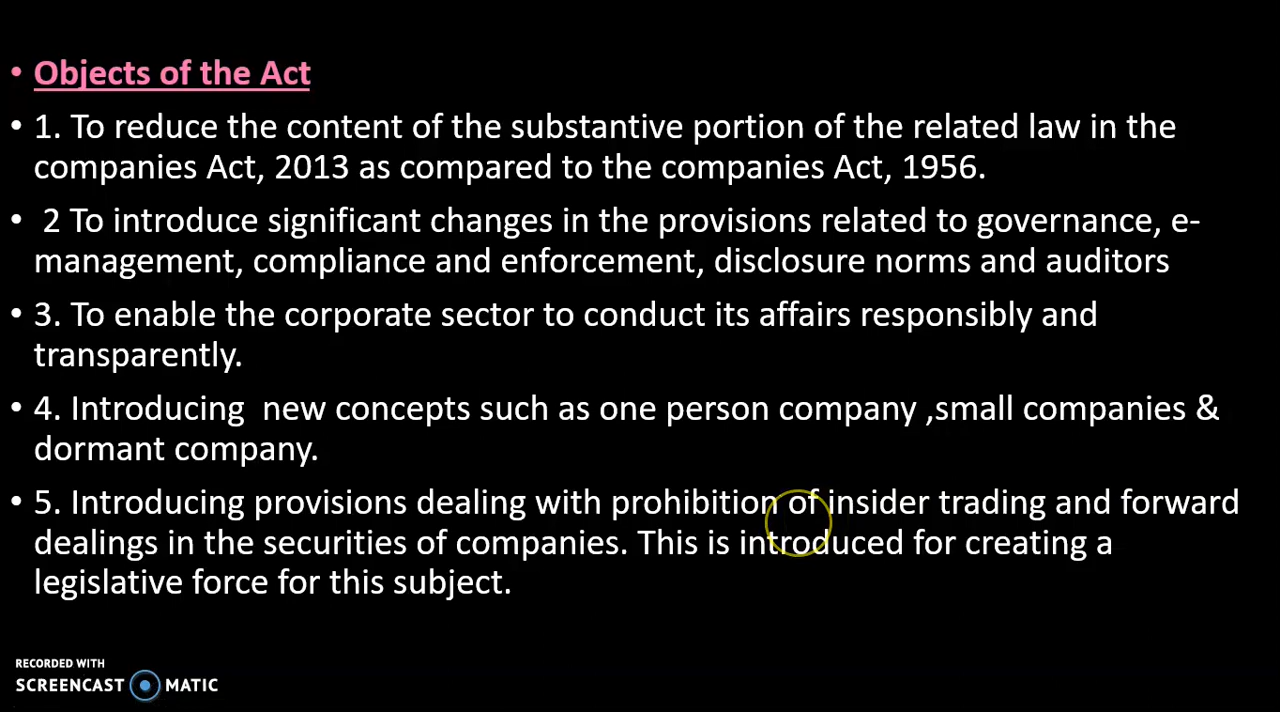 • Objects of the Act
• 1. To reduce the content of the substantive portion of the related law in the
companies Act, 2013 as compared to the companies Act, 1956.
• 2 To introduce significant changes in the provisions related to governance, e-
management, compliance and enforcement, disclosure norms and auditors
• 3. To enable the corporate sector to conduct its affairs responsibly and
transparently.
• 4. Introducing  new concepts such as one person company ,small companies &
dormant company.
• 5. Introducing provisions dealing with prohibition of insider trading and forward
dealings in the securities of companies. This is introduced for creating a
legislative force for this subject.
RECORDED WITH
SCREENCAST MATIC